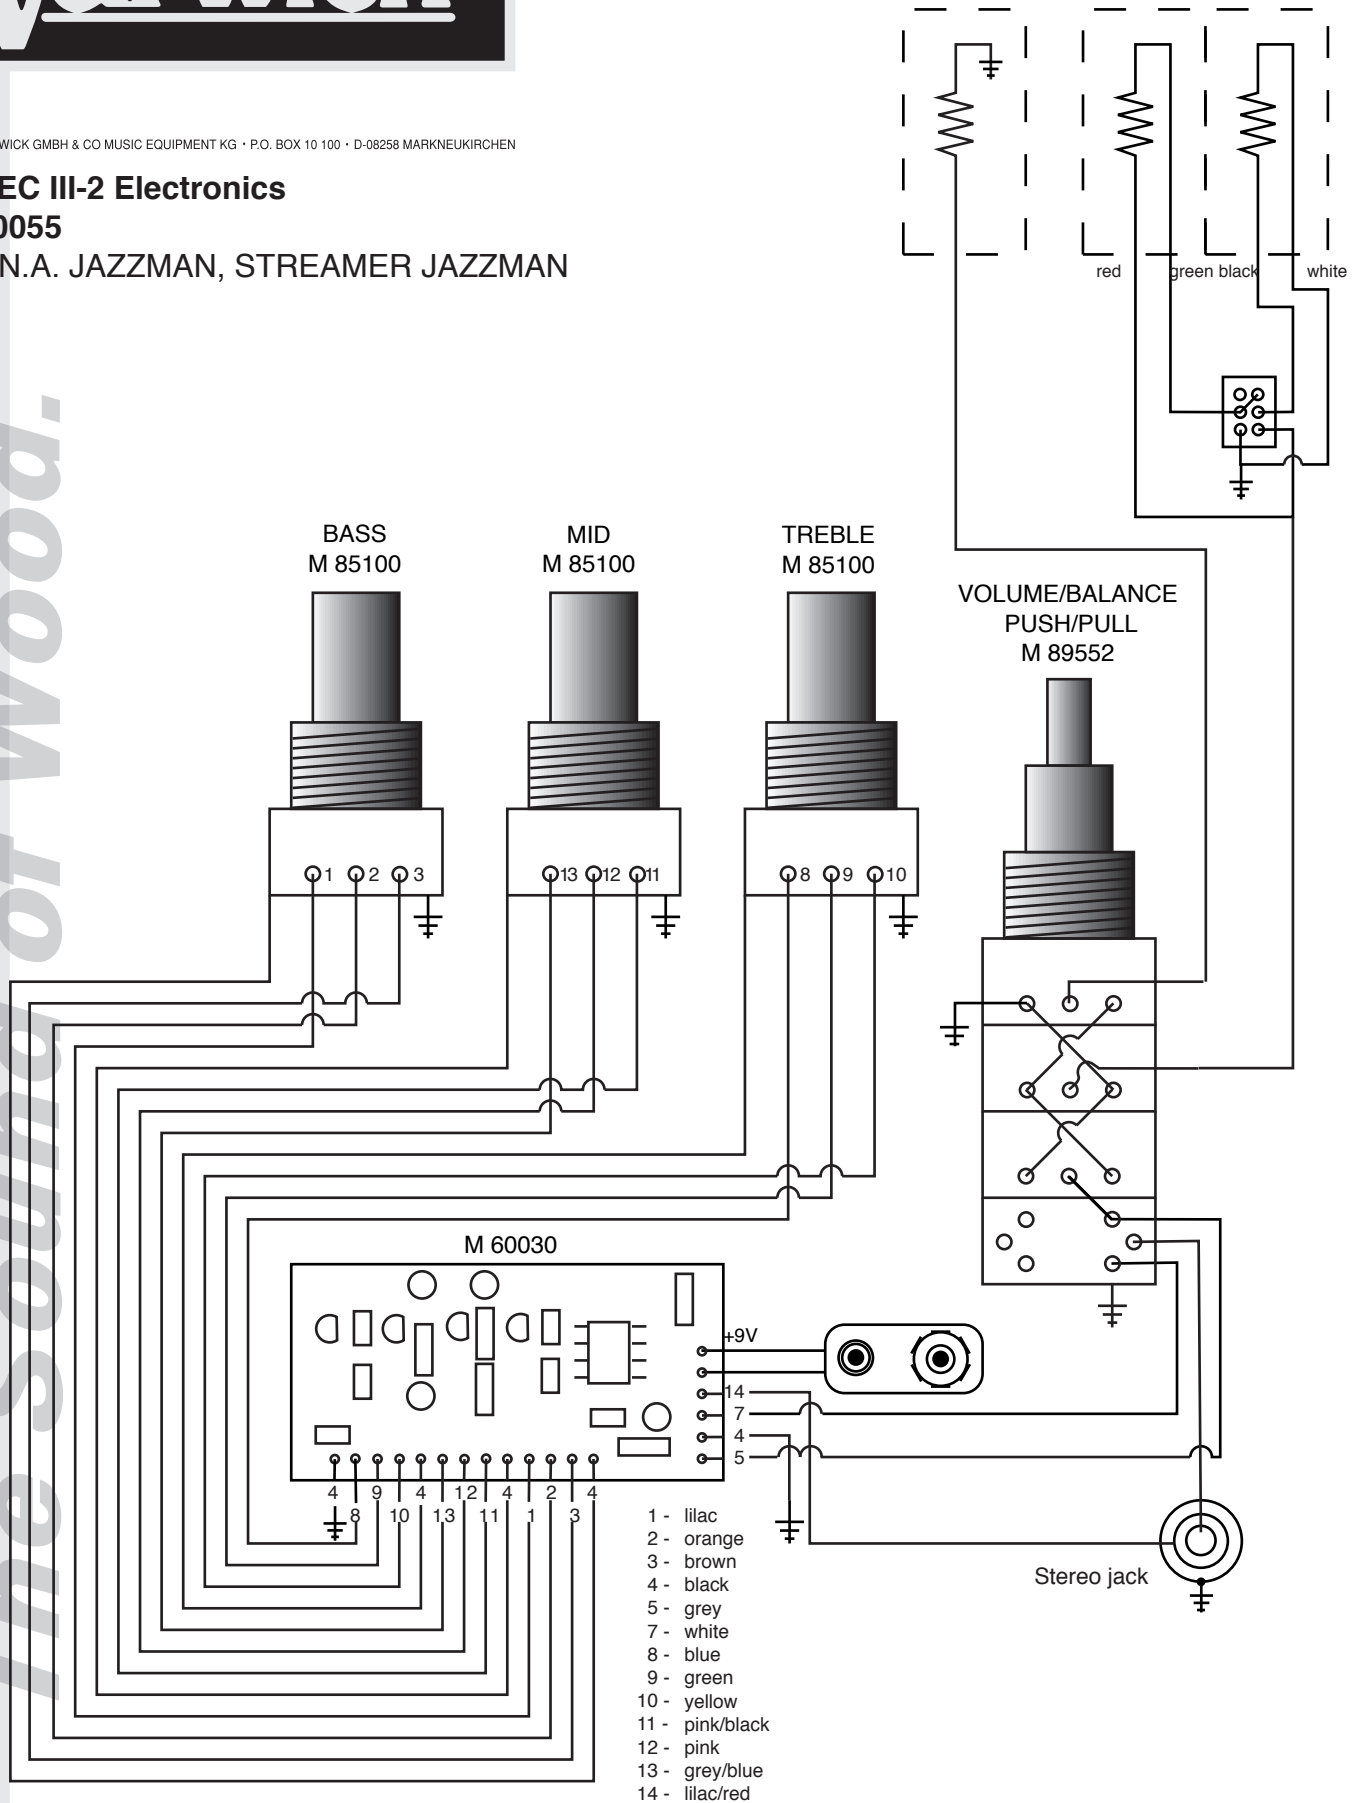 WICK GMBH & CO MUSIC EQUIPMENT KG • P.O. BOX 10 100 • D-08258 MARKNEUKIRCHEN
EC III-2 Electronics
0055
N.A. JAZZMAN, STREAMER JAZZMAN
red green black white
The Sound of Wood.
BASS
M 85100
MID
M 85100
TREBLE
M 85100
VOLUME/BALANCE
PUSH/PULL
M 89552
1 2 3
13 12 11
8 9 10
M 60030
+9V
14
7
4
5
4 9 4 12 4 2 4
8 10 13 11 1 3
1 - lilac
2 - orange
3 - brown
4 - black
5 - grey
7 - white
8 - blue
9 - green
10 - yellow
11 - pink/black
12 - pink
13 - grey/blue
14 - lilac/red
Stereo jack